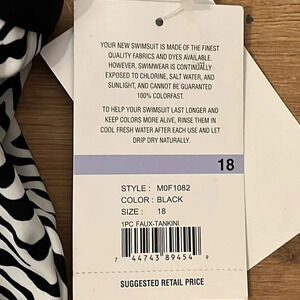 YOUR NEW SWIMSUIT IS MADE OF THE FINEST
QUALITY FABRICS AND DYES AVAILABLE.
HOWEVER, SWIMWEAR IS CONTINUALLY
EXPOSED TO CHLORINE, SALT WATER, AND
SUNLIGHT, AND CANNOT BE GUARANTEED
100% COLORFAST.
TO HELP YOUR SWIMSUIT LAST LONGER AND
KEEP COLORS MORE ALIVE, RINSE THEM IN
COOL FRESH WATER AFTER EACH USE AND LET
DRIP DRY NATURALLY.
18
STYLE : M0F1082
COLOR : BLACK
SIZE : 18
1PC FAUX-TANKINI
7 44743 89454 9
SUGGESTED RETAIL PRICE